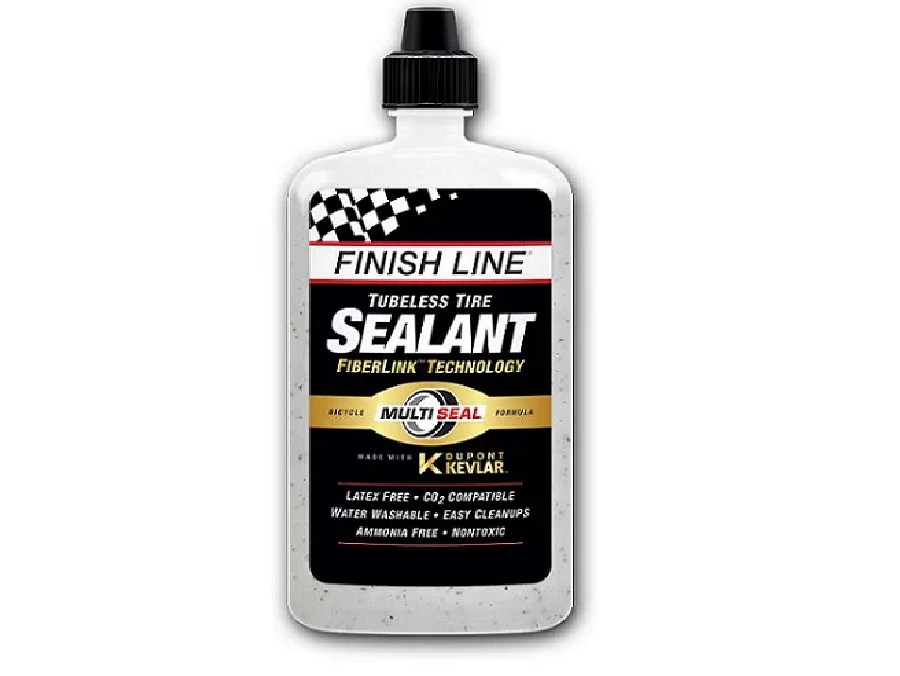 FINISH LINE®
TUBELESS TIRE
SEALANT
FIBERLINK™ TECHNOLOGY
BICYCLE MULTI SEAL FORMULA
MADE WITH DUPONT
KEVLAR™
LATEX FREE • CO2 COMPATIBLE
WATER WASHABLE • EASY CLEANUPS
AMMONIA FREE • NONTOXIC